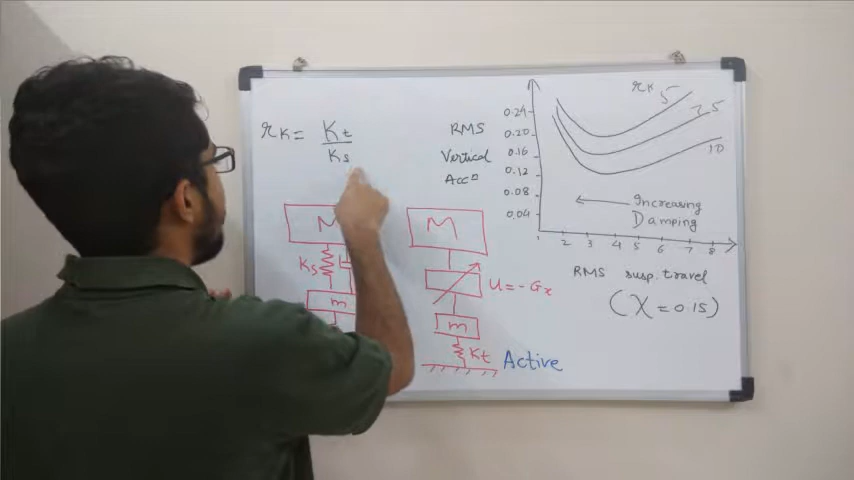 rK = Kt
Ks
M
Ks
m
M
U = - Gx
m
Kt
Active
RMS
Vertical
Accⁿ
0.24
0.20
0.16
0.12
0.08
0.04
rK 5
7.5
10
Increasing
Damping
1 2 3 4 5 6 7 8
RMS susp. travel
(X = 0.15)